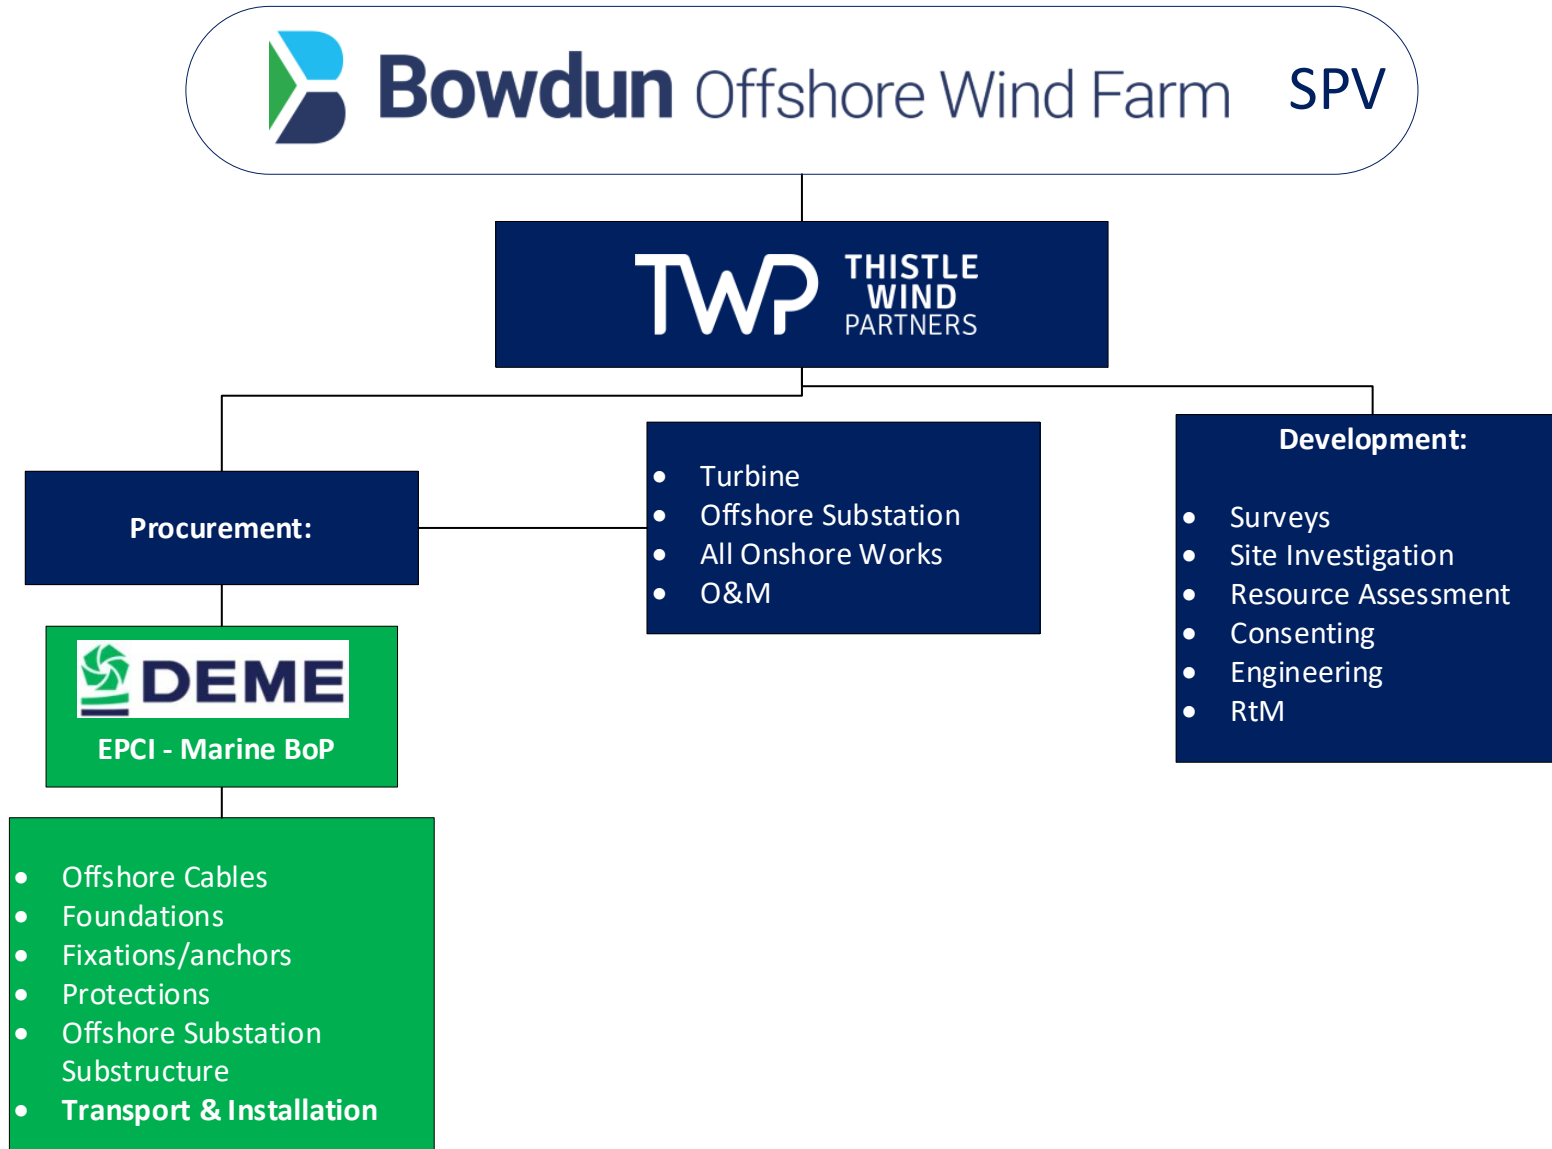 Bowdun Offshore Wind Farm SPV
TWP THISTLE
WIND
PARTNERS
Procurement:
• Turbine
• Offshore Substation
• All Onshore Works
• O&M
Development:
• Surveys
• Site Investigation
• Resource Assessment
• Consenting
• Engineering
• RtM
DEME
EPCI - Marine BoP
• Offshore Cables
• Foundations
• Fixations/anchors
• Protections
• Offshore Substation
Substructure
• Transport & Installation